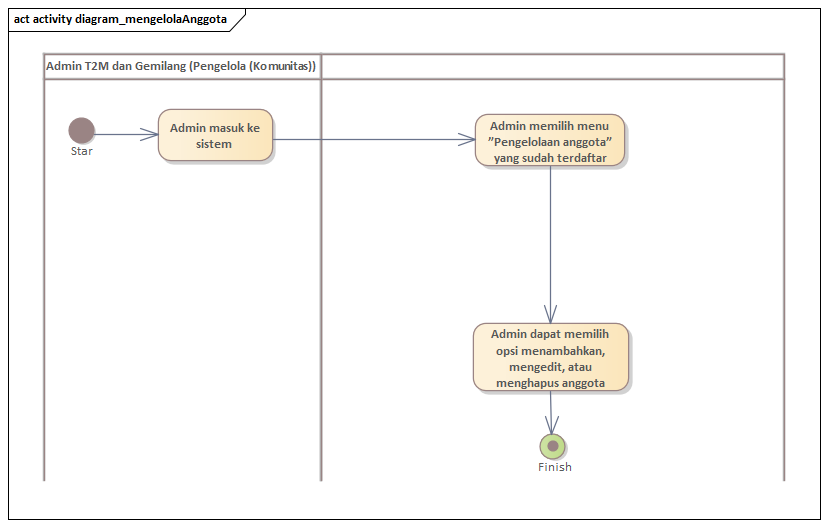 act activity diagram_mengelolaAnggota
Admin T2M dan Gemilang (Pengelola (Komunitas))
Star
Admin masuk ke
sistem
Admin memilih menu
”Pengelolaan anggota”
yang sudah terdaftar
Admin dapat memilih
opsi menambahkan,
mengedit, atau
menghapus anggota
Finish